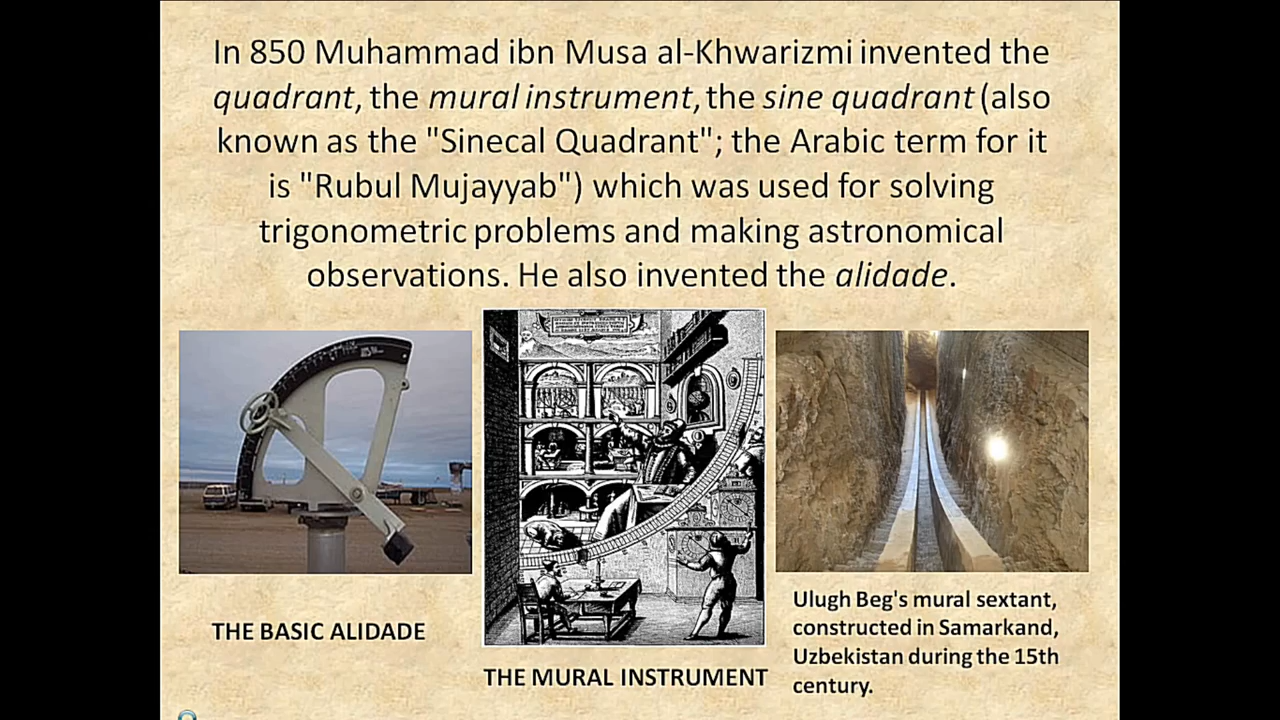 In 850 Muhammad ibn Musa al-Khwarizmi invented the
quadrant, the mural instrument, the sine quadrant (also
known as the "Sinecal Quadrant"; the Arabic term for it
is "Rubul Mujayyab") which was used for solving
trigonometric problems and making astronomical
observations. He also invented the alidade.
THE BASIC ALIDADE
THE MURAL INSTRUMENT
Ulugh Beg's mural sextant,
constructed in Samarkand,
Uzbekistan during the 15th
century.